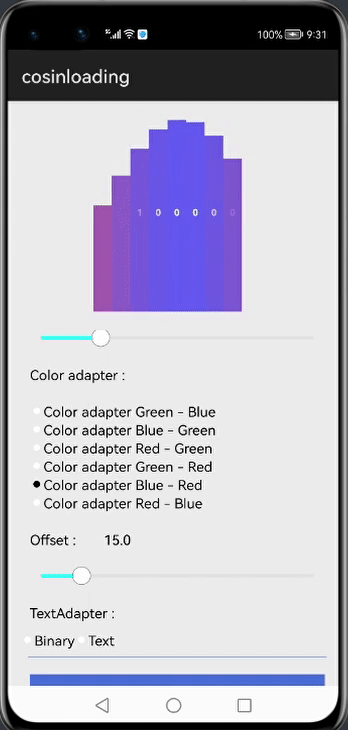 100% 9:31
cosinloading
1 0 0 0 0 0
Color adapter :
Color adapter Green - Blue
Color adapter Blue - Green
Color adapter Red - Green
Color adapter Green - Red
Color adapter Blue - Red
Color adapter Red - Blue
Offset : 15.0
TextAdapter :
Binary Text